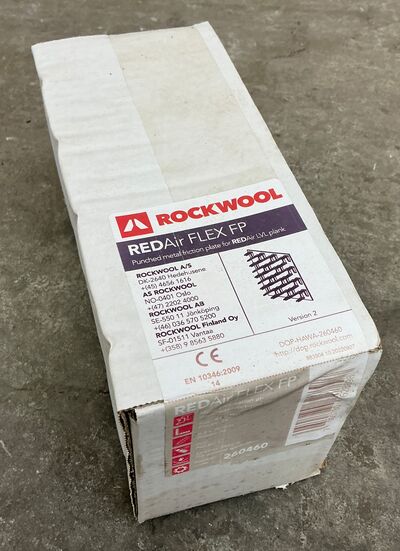 ROCKWOOL
REDAir FLEX FP
Punched metal friction plate for REDAir LVL plank
ROCKWOOL A/S
DK-2640 Hedehusene
+(45) 4656 1616
AS ROCKWOOL
NO-0401 Oslo
+(47) 2202 4000
ROCKWOOL AB
SE-550 11 Jönköping
+(46) 036 570 5200
ROCKWOOL Finland Oy
SF-01511 Vantaa
+(358) 9 8563 5880
Version 2
CE
EN 10346:2009
14
DOP-HAWA-260460
http://dop.rockwool.com
REDAir FLEX FP
260460